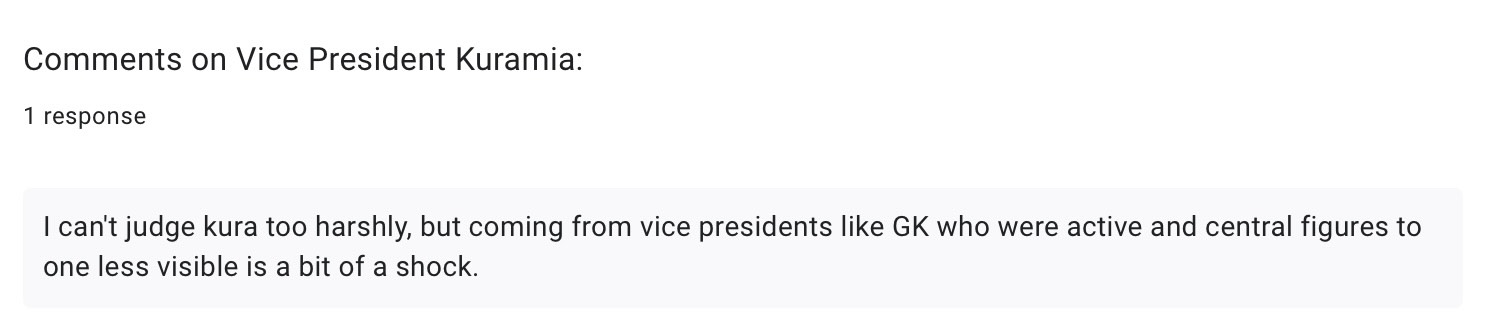 Comments on Vice President Kuramia:
1 response
I can't judge kura too harshly, but coming from vice presidents like GK who were active and central figures to
one less visible is a bit of a shock.